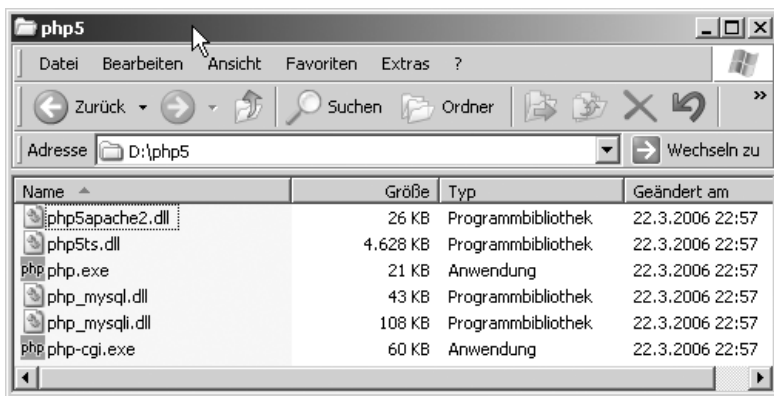 php5
Datei Bearbeiten Ansicht Favoriten Extras ?
Zurück Suchen Ordner »
Adresse D:\php5 Wechseln zu
Name Größe Typ Geändert am
php5apache2.dll 26 KB Programmbibliothek 22.3.2006 22:57
php5ts.dll 4.628 KB Programmbibliothek 22.3.2006 22:57
php php.exe 21 KB Anwendung 22.3.2006 22:57
php_mysql.dll 43 KB Programmbibliothek 22.3.2006 22:57
php_mysqli.dll 108 KB Programmbibliothek 22.3.2006 22:57
php php-cgi.exe 60 KB Anwendung 22.3.2006 22:57